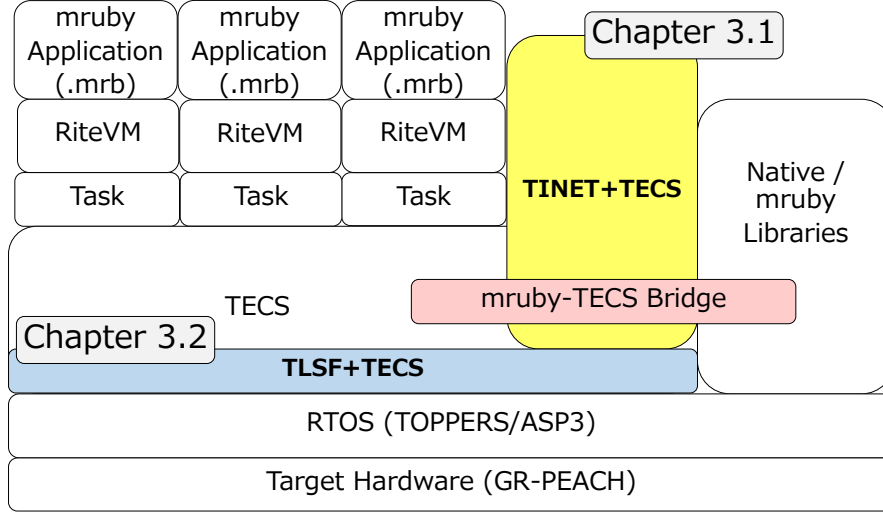 mruby
Application
(.mrb)
mruby
Application
(.mrb)
mruby
Application
(.mrb)
Chapter 3.1
RiteVM
RiteVM
RiteVM
Task
Task
Task
TINET+TECS
Native /
mruby
Libraries
TECS
mruby-TECS Bridge
Chapter 3.2
TLSF+TECS
RTOS (TOPPERS/ASP3)
Target Hardware (GR-PEACH)